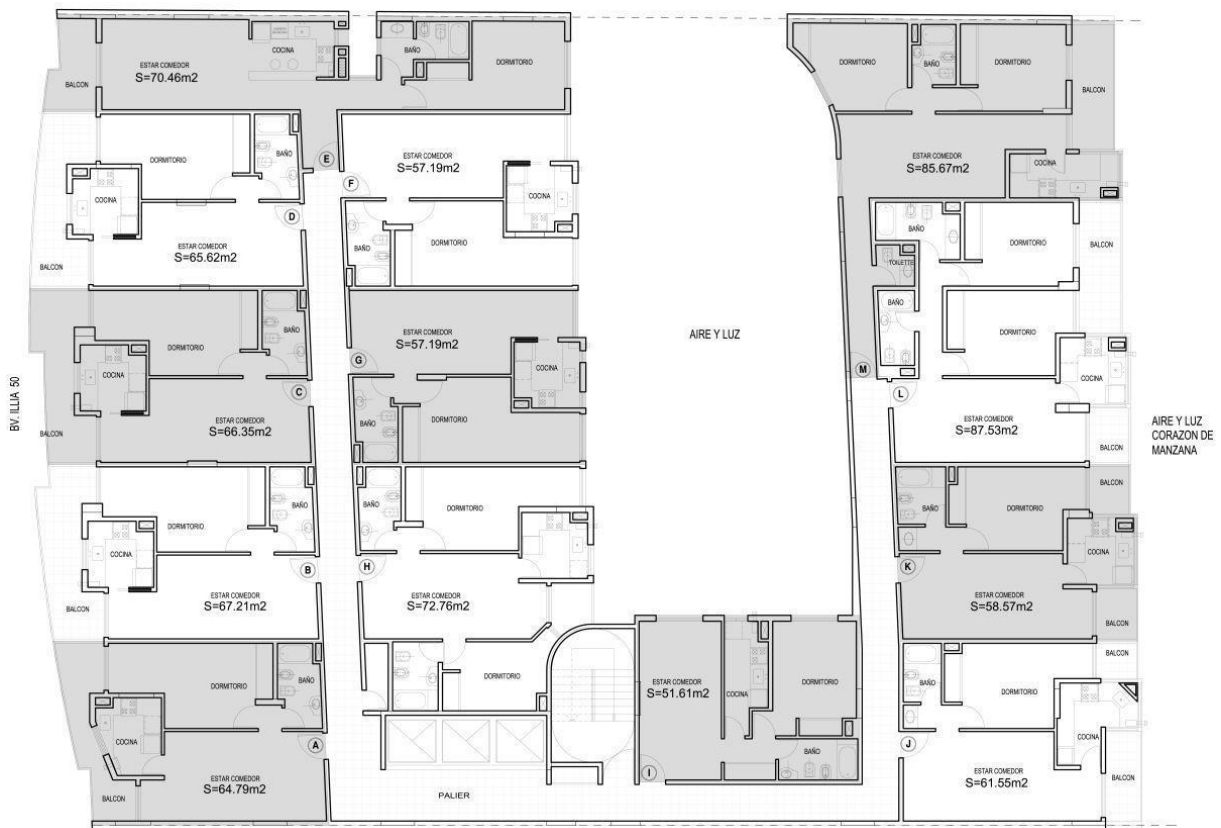 ESTAR COMEDOR
S=70.46m2
COCINA
BAÑO
DORMITORIO
BALCON
E
DORMITORIO
BAÑO
COCINA
D
ESTAR COMEDOR
S=65.62m2
BALCON
ESTAR COMEDOR
S=57.19m2
F
COCINA
BAÑO
DORMITORIO
DORMITORIO
BAÑO
COCINA
C
ESTAR COMEDOR
S=66.35m2
BALCON
BV. ILLIA 50
ESTAR COMEDOR
S=57.19m2
G
COCINA
BAÑO
DORMITORIO
DORMITORIO
BAÑO
COCINA
B
ESTAR COMEDOR
S=67.21m2
BALCON
BAÑO
DORMITORIO
COCINA
H
ESTAR COMEDOR
S=72.76m2
BAÑO
DORMITORIO
DORMITORIO
BAÑO
COCINA
A
ESTAR COMEDOR
S=64.79m2
BALCON
PALIER
AIRE Y LUZ
ESTAR COMEDOR
S=51.61m2
COCINA
DORMITORIO
BAÑO
I
DORMITORIO
BAÑO
DORMITORIO
BALCON
ESTAR COMEDOR
S=85.67m2
COCINA
TOILETTE
M
BAÑO
DORMITORIO
BALCON
BAÑO
DORMITORIO
COCINA
L
ESTAR COMEDOR
S=87.53m2
BALCON
AIRE Y LUZ
CORAZON DE
MANZANA
BALCON
BAÑO
DORMITORIO
COCINA
K
ESTAR COMEDOR
S=58.57m2
BALCON
BALCON
BAÑO
DORMITORIO
COCINA
J
ESTAR COMEDOR
S=61.55m2
BALCON